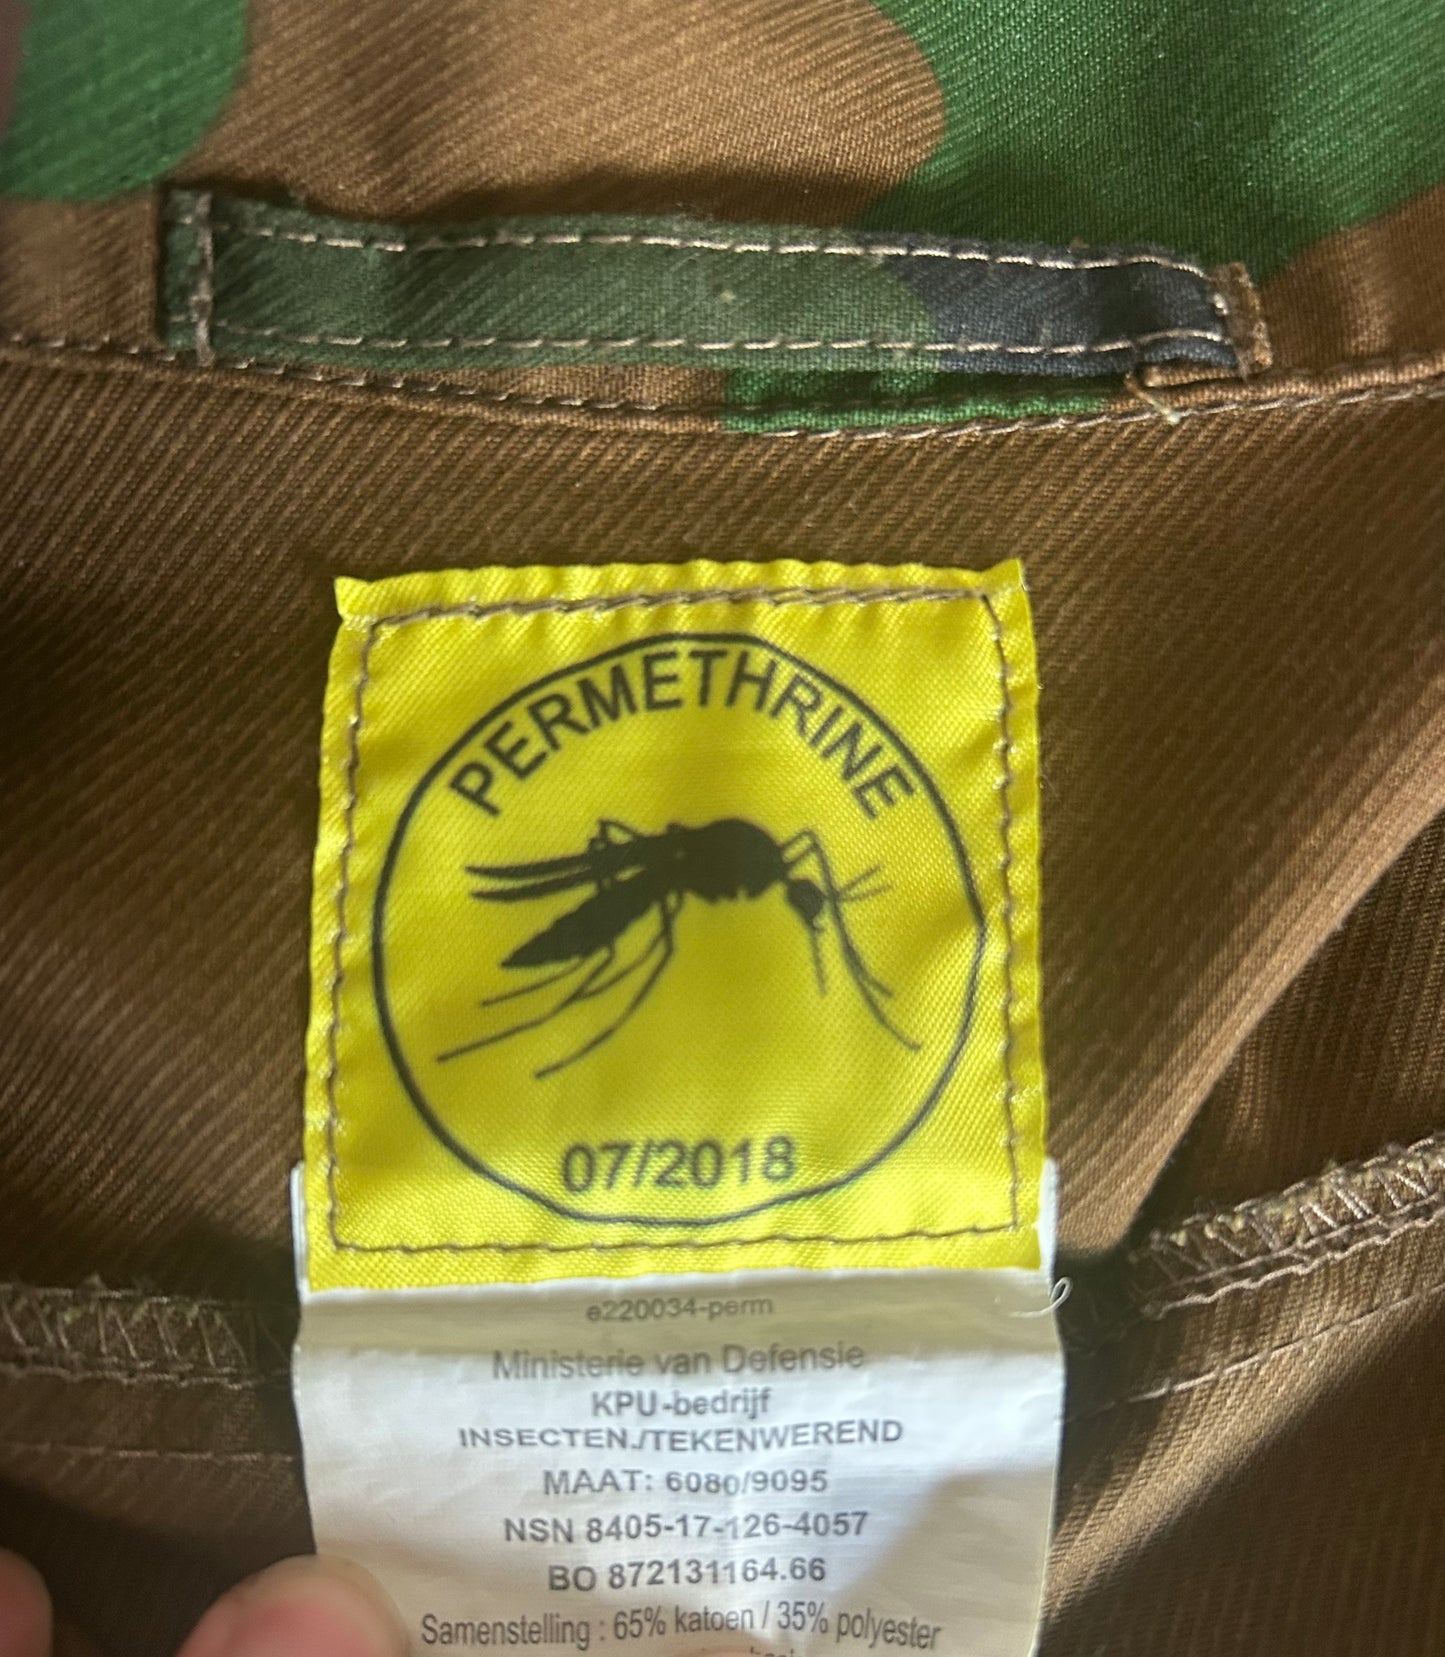 PERMETHRINE
07/2018
e220034-perm
Ministerie van Defensie
KPU-bedrijf
INSECTEN./TEKENWEREND
MAAT: 6080/9095
NSN 8405-17-126-4057
BO 872131164.66
Samenstelling : 65% katoen / 35% polyester